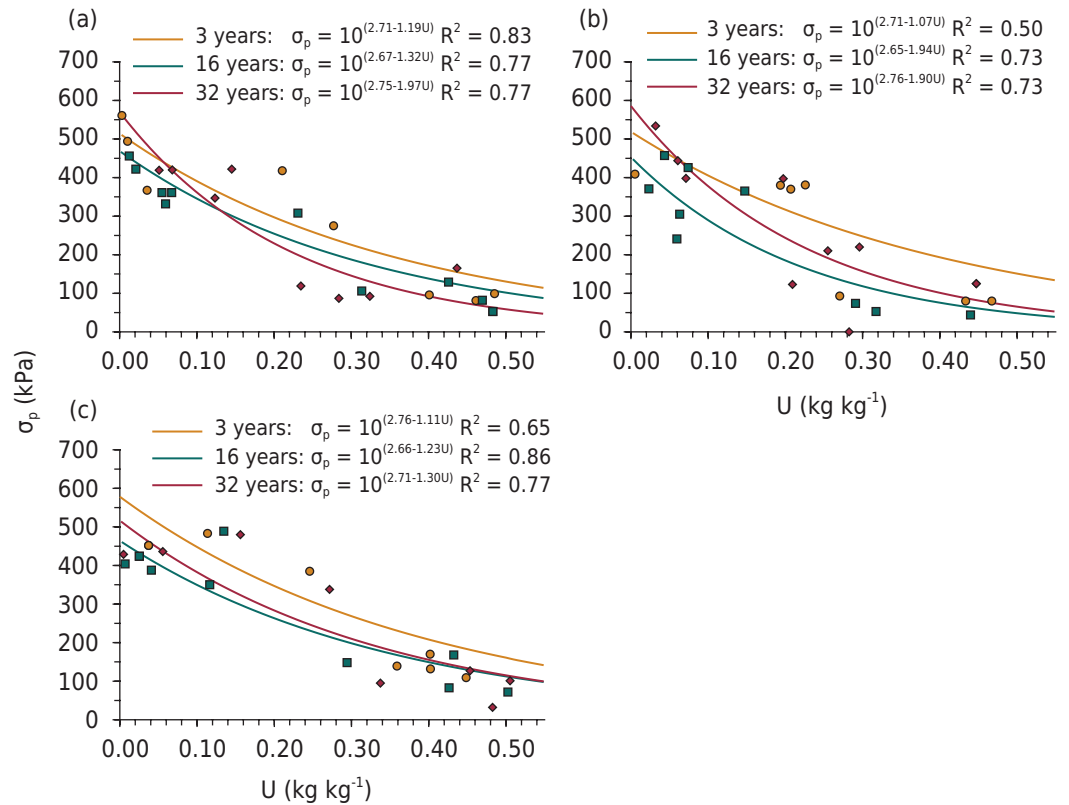 (a)
3 years: σp = 10^(2.71-1.19U) R² = 0.83
16 years: σp = 10^(2.67-1.32U) R² = 0.77
32 years: σp = 10^(2.75-1.97U) R² = 0.77
700
600
500
400
300
200
100
0
0.00 0.10 0.20 0.30 0.40 0.50
(b)
3 years: σp = 10^(2.71-1.07U) R² = 0.50
16 years: σp = 10^(2.65-1.94U) R² = 0.73
32 years: σp = 10^(2.76-1.90U) R² = 0.73
700
600
500
400
300
200
100
0
0.00 0.10 0.20 0.30 0.40 0.50
U (kg kg⁻¹)
σp (kPa)
(c)
3 years: σp = 10^(2.76-1.11U) R² = 0.65
16 years: σp = 10^(2.66-1.23U) R² = 0.86
32 years: σp = 10^(2.71-1.30U) R² = 0.77
700
600
500
400
300
200
100
0
0.00 0.10 0.20 0.30 0.40 0.50
U (kg kg⁻¹)